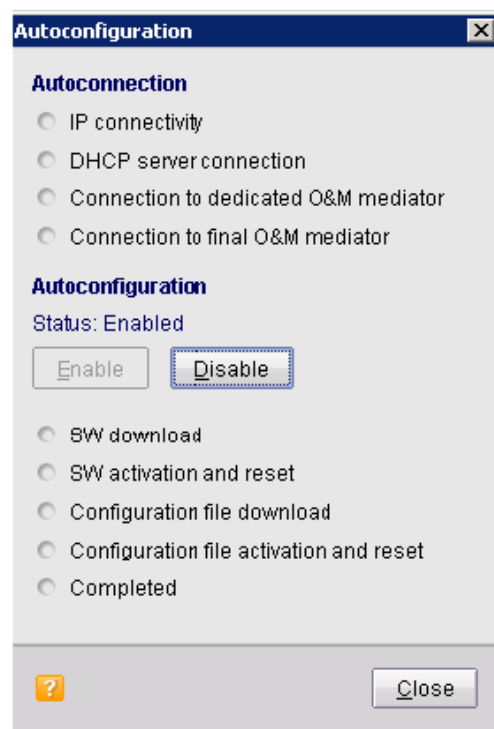 Autoconfiguration
Autoconnection
IP connectivity
DHCP server connection
Connection to dedicated O&M mediator
Connection to final O&M mediator
Autoconfiguration
Status: Enabled
Enable Disable
SW download
SW activation and reset
Configuration file download
Configuration file activation and reset
Completed
? Close